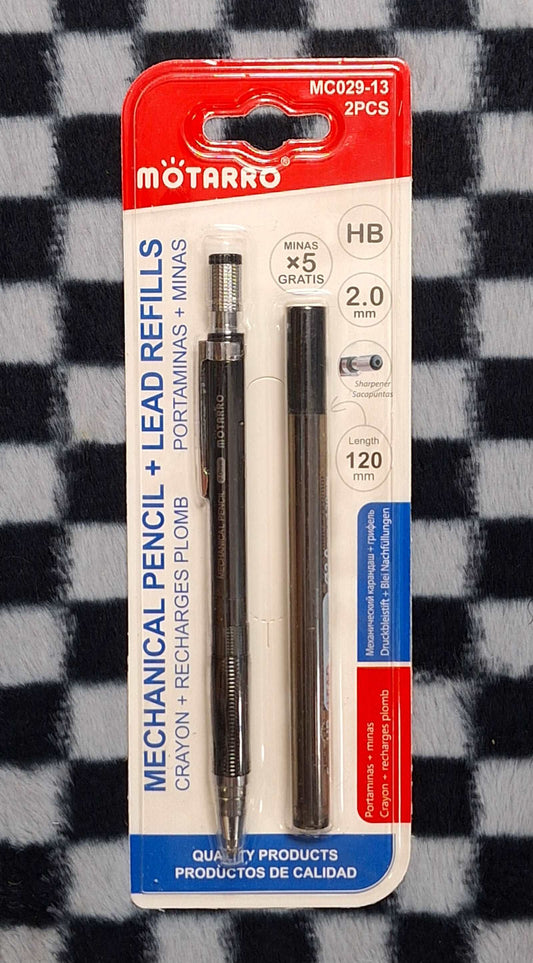 MC029-13
2PCS
MOTARRO®
MECHANICAL PENCIL + LEAD REFILLS
PORTAMINAS + MINAS
CRAYON + RECHARGES PLOMB
MINAS
×5
GRATIS
HB
2.0
mm
Sharpener
Sacapuntas
Length
120
mm
MECHANICAL PENCIL
MOTARRO
Механический карандаш + грифель
Druckbleistift + Blei Nachfüllungen
Portaminas + minas
Crayon + recharges plomb
QUALITY PRODUCTS
PRODUCTOS DE CALIDAD